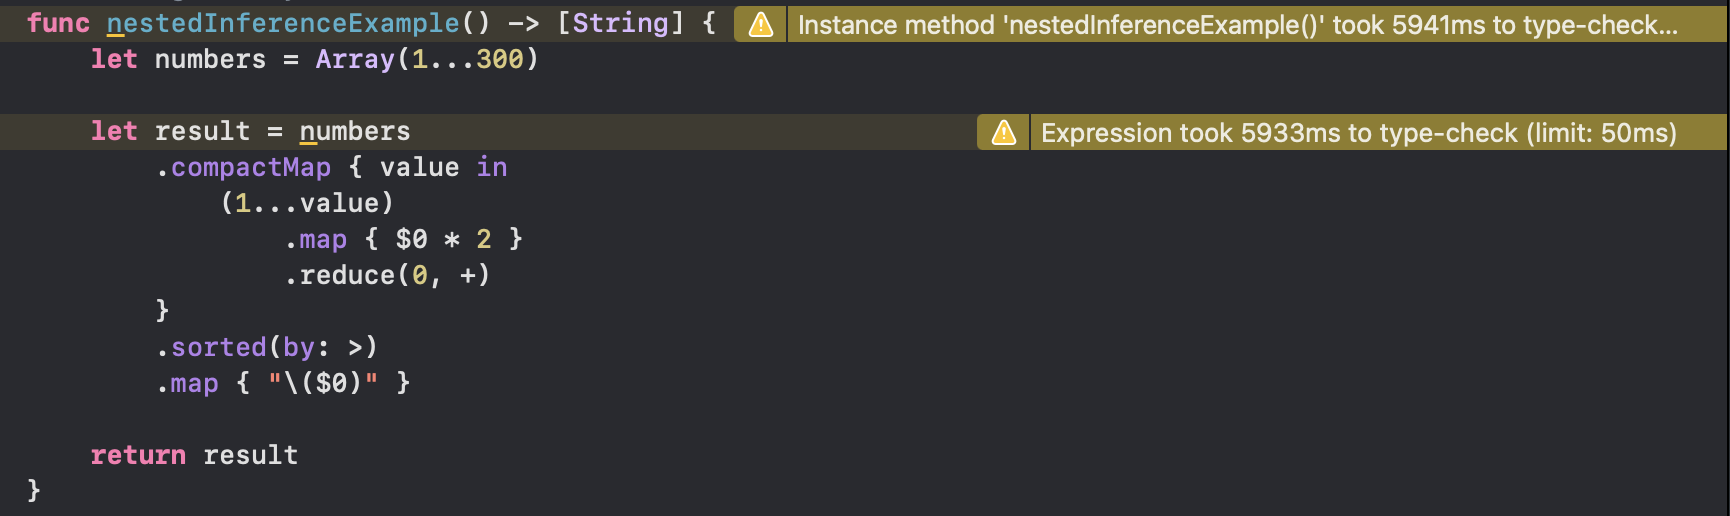 func nestedInferenceExample() -> [String] { Instance method 'nestedInferenceExample()' took 5941ms to type-check...
let numbers = Array(1...300)
let result = numbers Expression took 5933ms to type-check (limit: 50ms)
.compactMap { value in
(1...value)
.map { $0 * 2 }
.reduce(0, +)
}
.sorted(by: >)
.map { "\($0)" }
return result
}